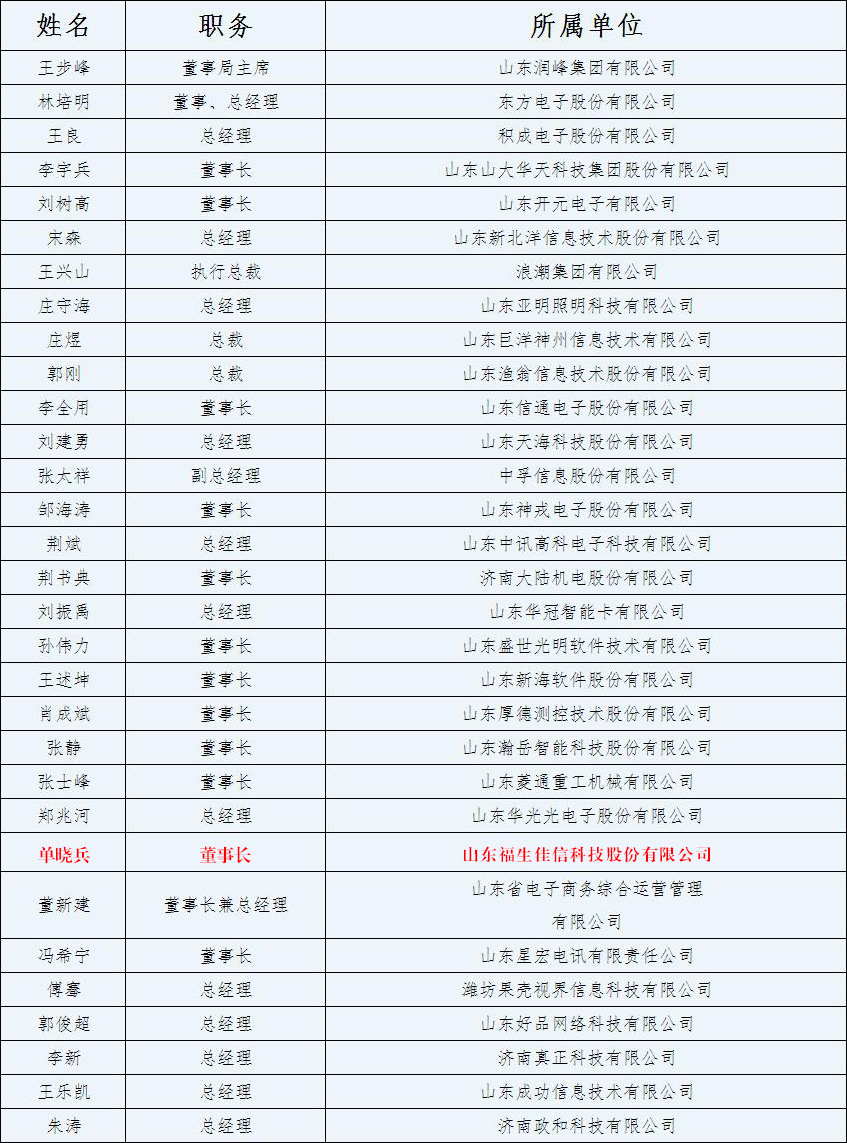 姓名 职务 所属单位
王步峰 董事局主席 山东润峰集团有限公司
林培明 董事、总经理 东方电子股份有限公司
王良 总经理 积成电子股份有限公司
李宇兵 董事长 山东山大华天科技集团股份有限公司
刘树高 董事长 山东开元电子有限公司
宋森 总经理 山东新北洋信息技术股份有限公司
王兴山 执行总裁 浪潮集团有限公司
庄守海 总经理 山东亚明照明科技有限公司
庄煜 总裁 山东巨洋神州信息技术有限公司
郭刚 总裁 山东渔翁信息技术股份有限公司
李全用 董事长 山东信通电子股份有限公司
刘建勇 总经理 山东天海科技股份有限公司
张太祥 副总经理 中孚信息股份有限公司
邹海涛 董事长 山东神戎电子股份有限公司
荆斌 总经理 山东中讯高科电子科技有限公司
荆书典 董事长 济南大陆机电股份有限公司
刘振禹 总经理 山东华冠智能卡有限公司
孙伟力 董事长 山东盛世光明软件技术有限公司
王述坤 董事长 山东新海软件股份有限公司
肖成斌 董事长 山东厚德测控技术股份有限公司
张静 董事长 山东瀚岳智能科技股份有限公司
张士峰 董事长 山东菱通重工机械有限公司
郑兆河 总经理 山东华光光电子股份有限公司
单晓兵 董事长 山东福生佳信科技股份有限公司
董新建 董事长兼总经理 山东省电子商务综合运营管理
有限公司
冯希宁 董事长 山东星宏电讯有限责任公司
傅骞 总经理 潍坊果壳视界信息科技有限公司
郭俊超 总经理 山东好品网络科技有限公司
李新 总经理 济南真正科技有限公司
王乐凯 总经理 山东成功信息技术有限公司
朱涛 总经理 济南政和科技有限公司